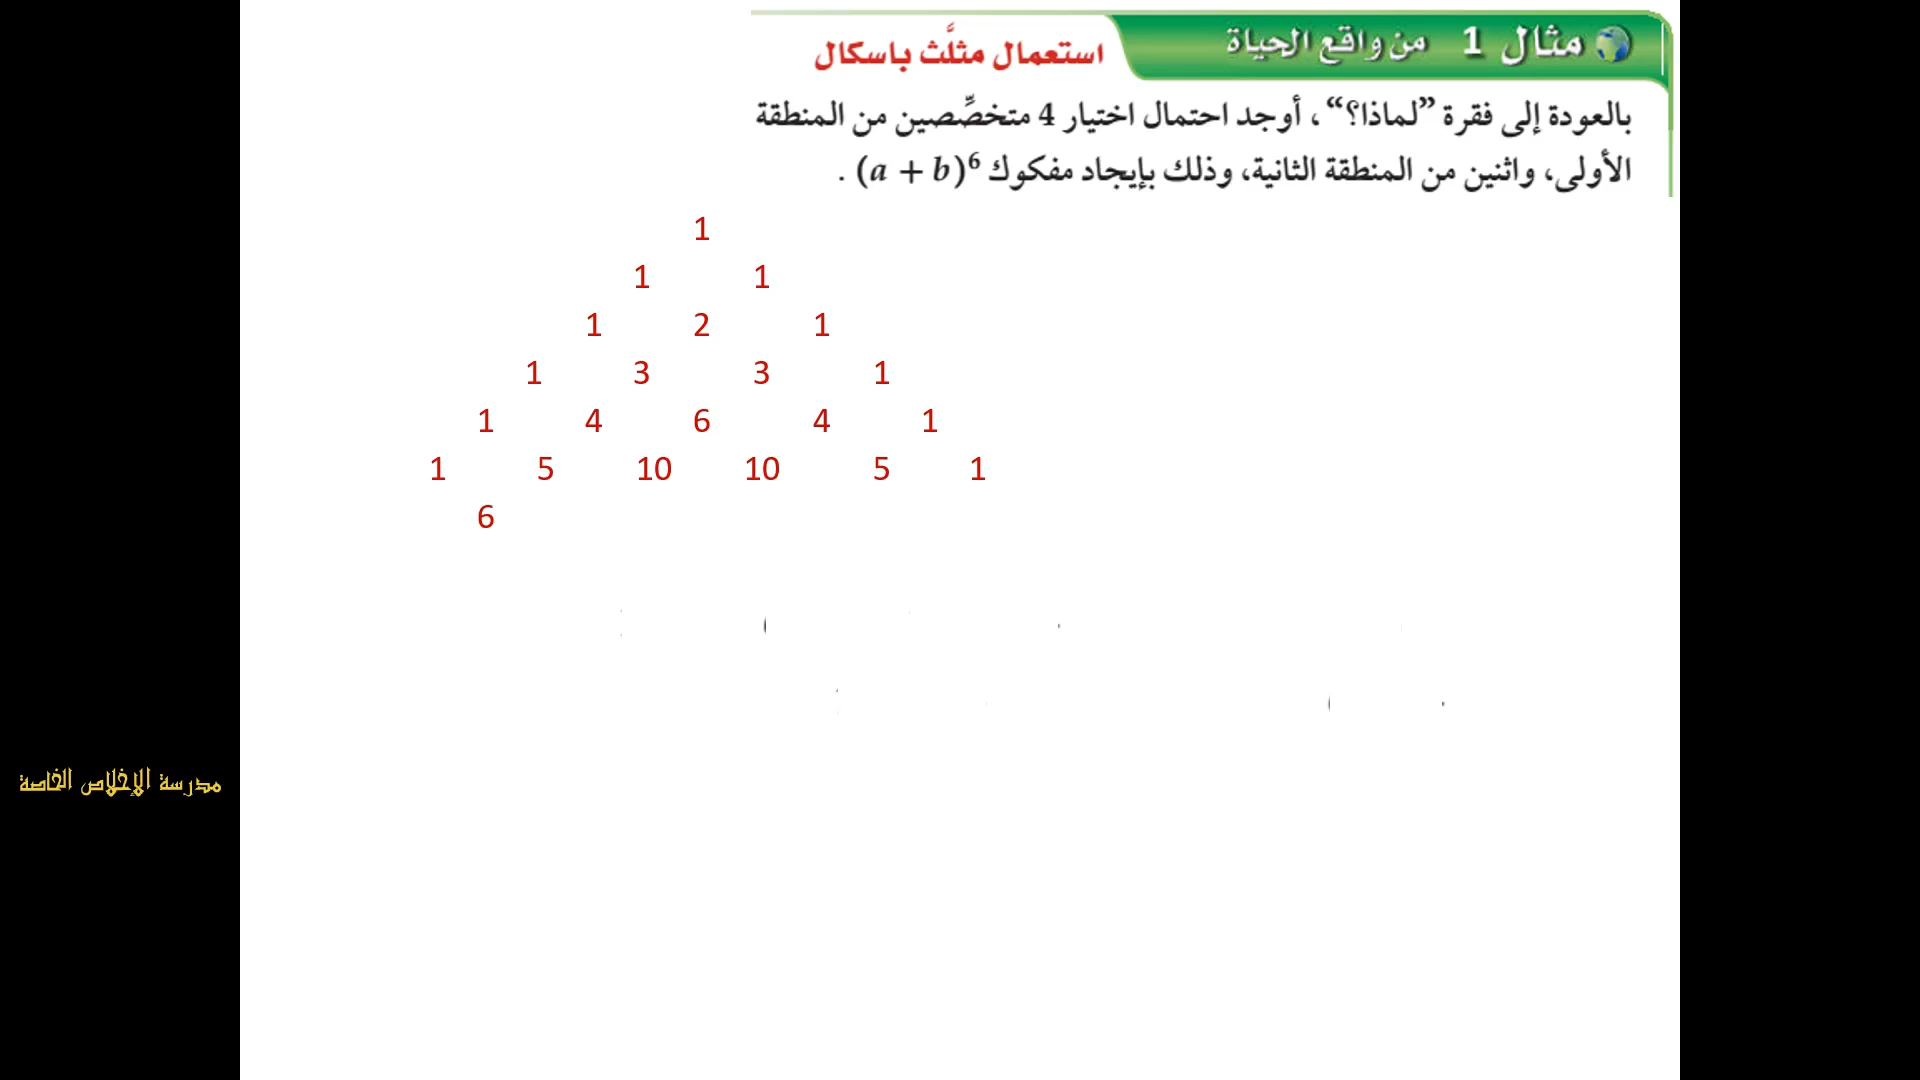 مثال 1 من واقع الحياة استعمال مثلَّث باسكال
بالعودة إلى فقرة ”لماذا؟“ ، أوجد احتمال اختيار 4 متخصِّصين من المنطقة
الأولى، واثنين من المنطقة الثانية، وذلك بإيجاد مفكوك (a + b)⁶ .
1
1 1
1 2 1
1 3 3 1
1 4 6 4 1
1 5 10 10 5 1
6
مدرسة الإخلاص الخاصة